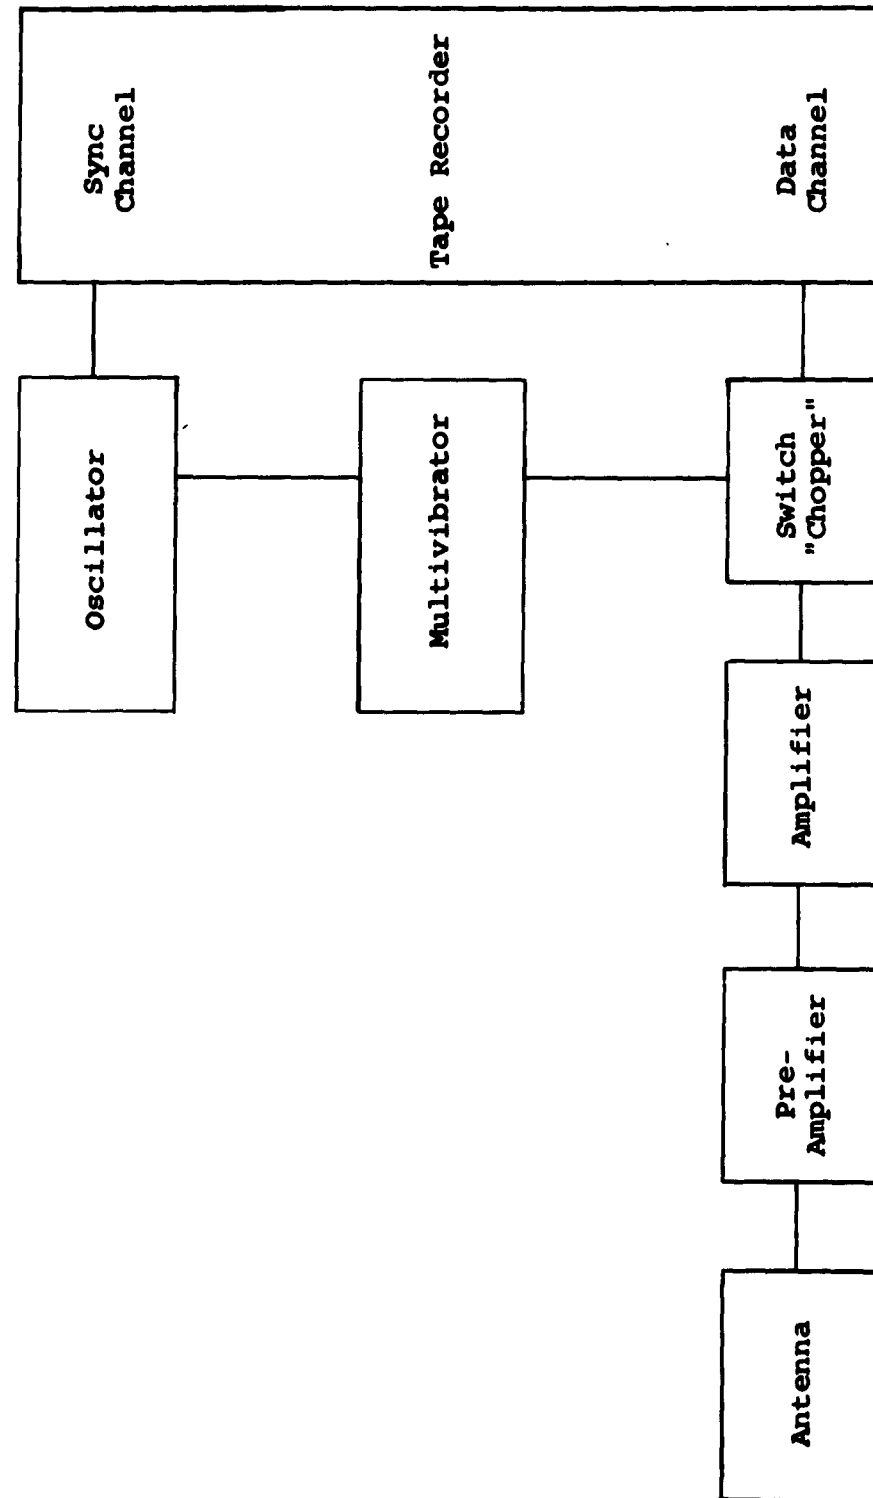 Oscillator
Sync
Channel
Multivibrator
Tape Recorder
Antenna
Pre-
Amplifier
Amplifier
Switch
"Chopper"
Data
Channel